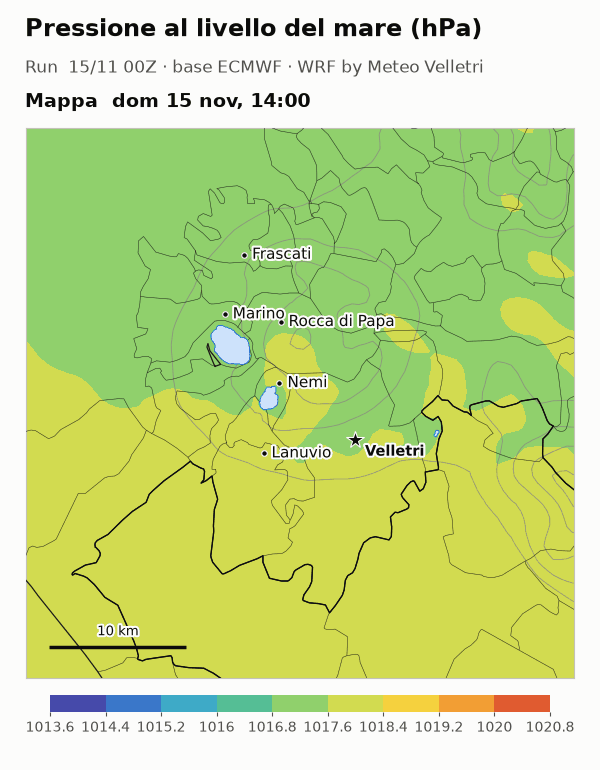 Pressione al livello del mare (hPa)
Run  15/11 00Z · base ECMWF · WRF by Meteo Velletri
Mappa  dom 15 nov, 14:00
Frascati
Marino
Rocca di Papa
Nemi
Velletri
Lanuvio
10 km
1013.6 1014.4 1015.2 1016 1016.8 1017.6 1018.4 1019.2 1020 1020.8